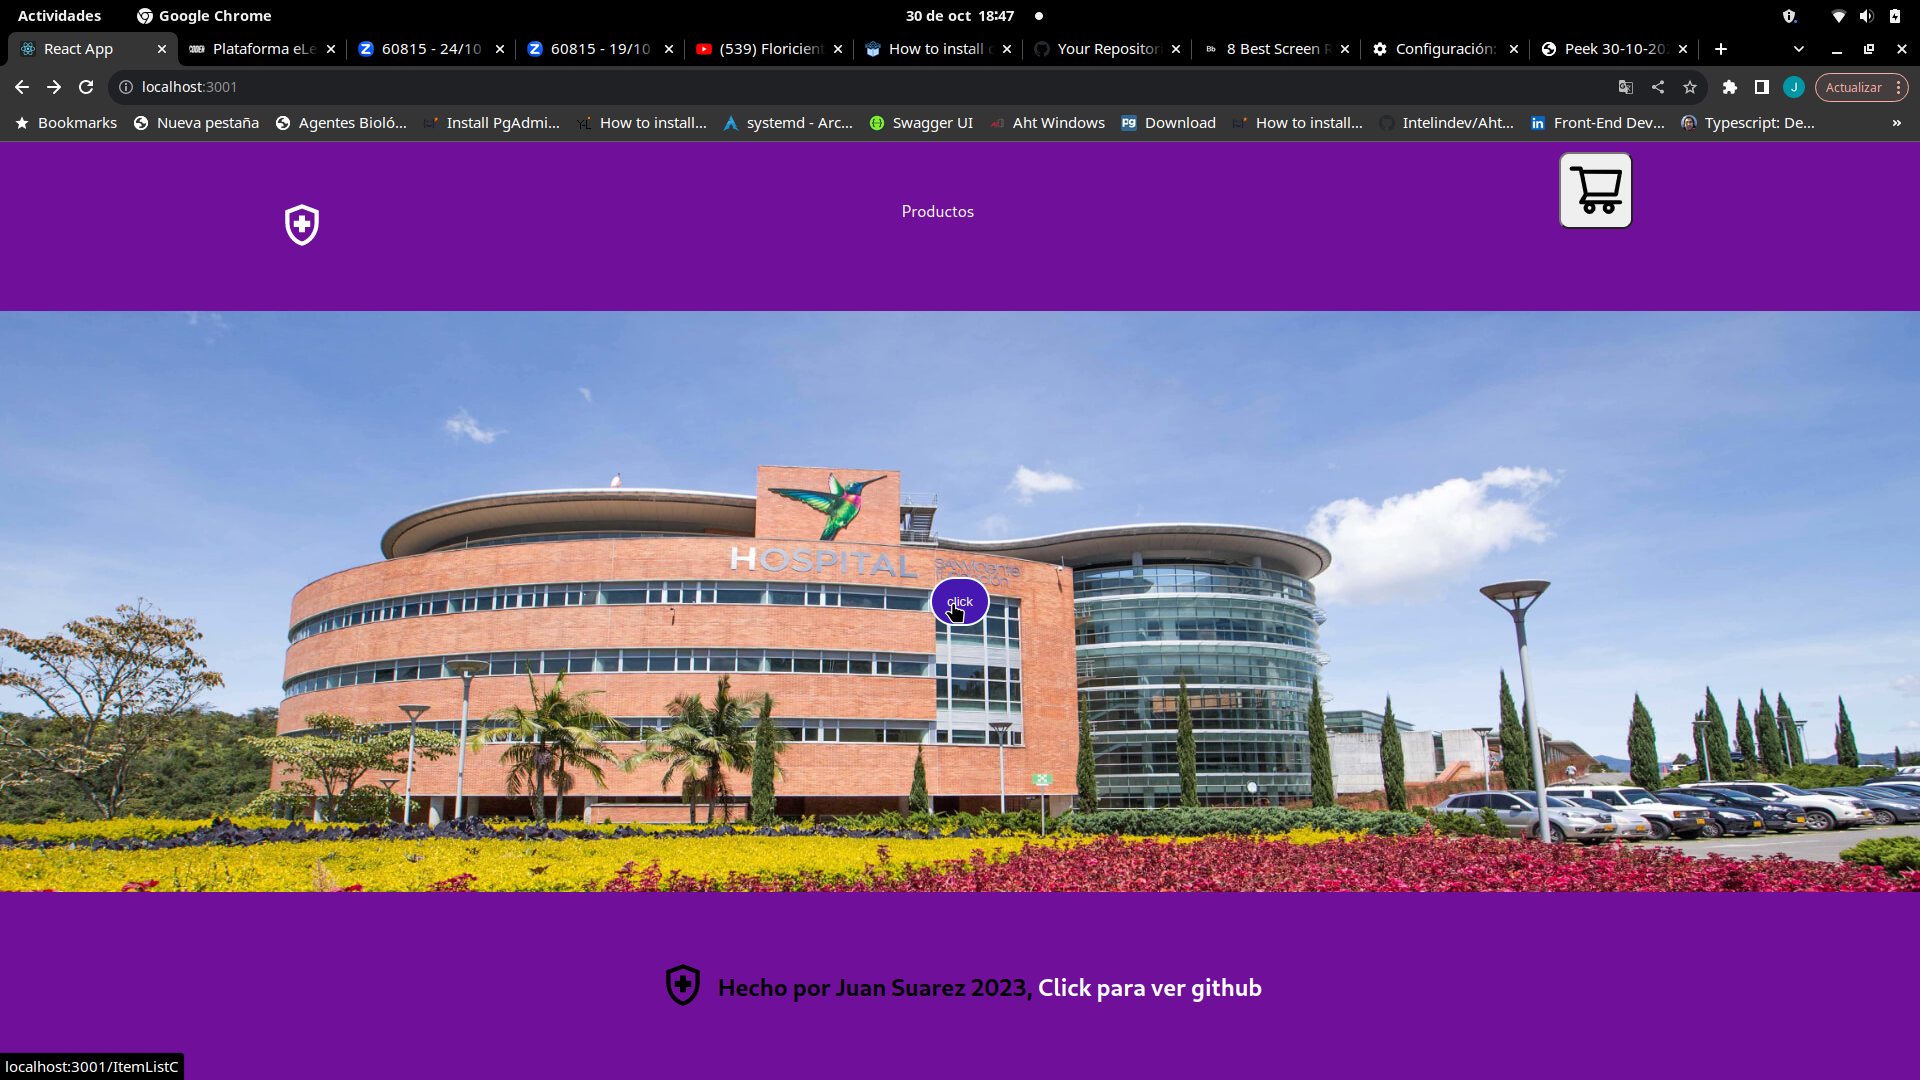 Actividades Google Chrome 30 de oct 18:47
React App Plataforma eLe 60815 - 24/10 60815 - 19/10 (539) Floricient How to install Your Repositor 8 Best Screen Configuración: Peek 30-10-20
localhost:3001 J Actualizar
Bookmarks Nueva pestaña Agentes Bioló... Install PgAdmi... How to install... systemd - Arc... Swagger UI Aht Windows Download How to install... Intelindev/Aht... Front-End Dev... Typescript: De... »
Productos
HOSPITAL
click
Hecho por Juan Suarez 2023, Click para ver github
localhost:3001/ItemListC